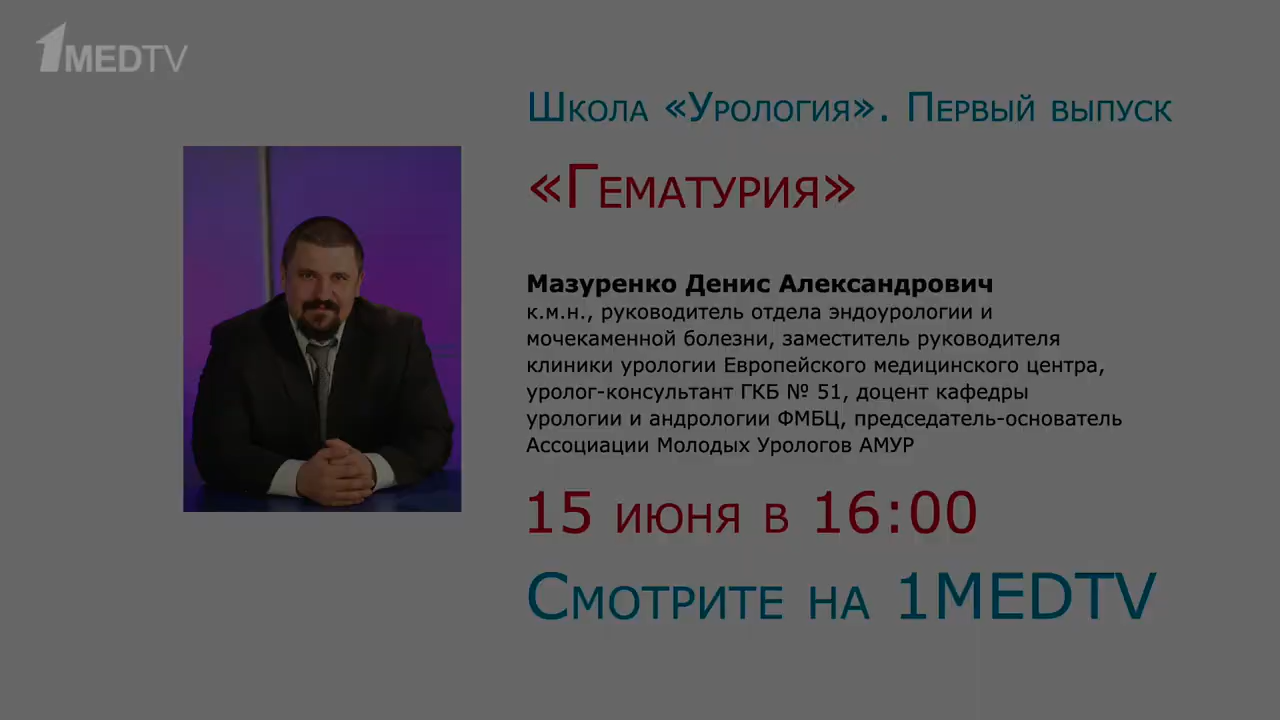 1MEDTV
Школа «Урология». Первый выпуск
«Гематурия»
Мазуренко Денис Александрович
к.м.н., руководитель отдела эндоурологии и
мочекаменной болезни, заместитель руководителя
клиники урологии Европейского медицинского центра,
уролог-консультант ГКБ № 51, доцент кафедры
урологии и андрологии ФМБЦ, председатель-основатель
Ассоциации Молодых Урологов АМУР
15 июня в 16:00
Смотрите на 1MEDTV